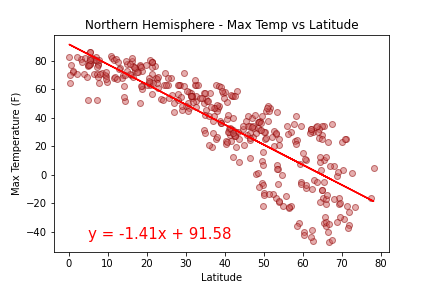 Northern Hemisphere - Max Temp vs Latitude
Max Temperature (F)
80
60
40
20
0
−20
−40
y = -1.41x + 91.58
0 10 20 30 40 50 60 70 80
Latitude